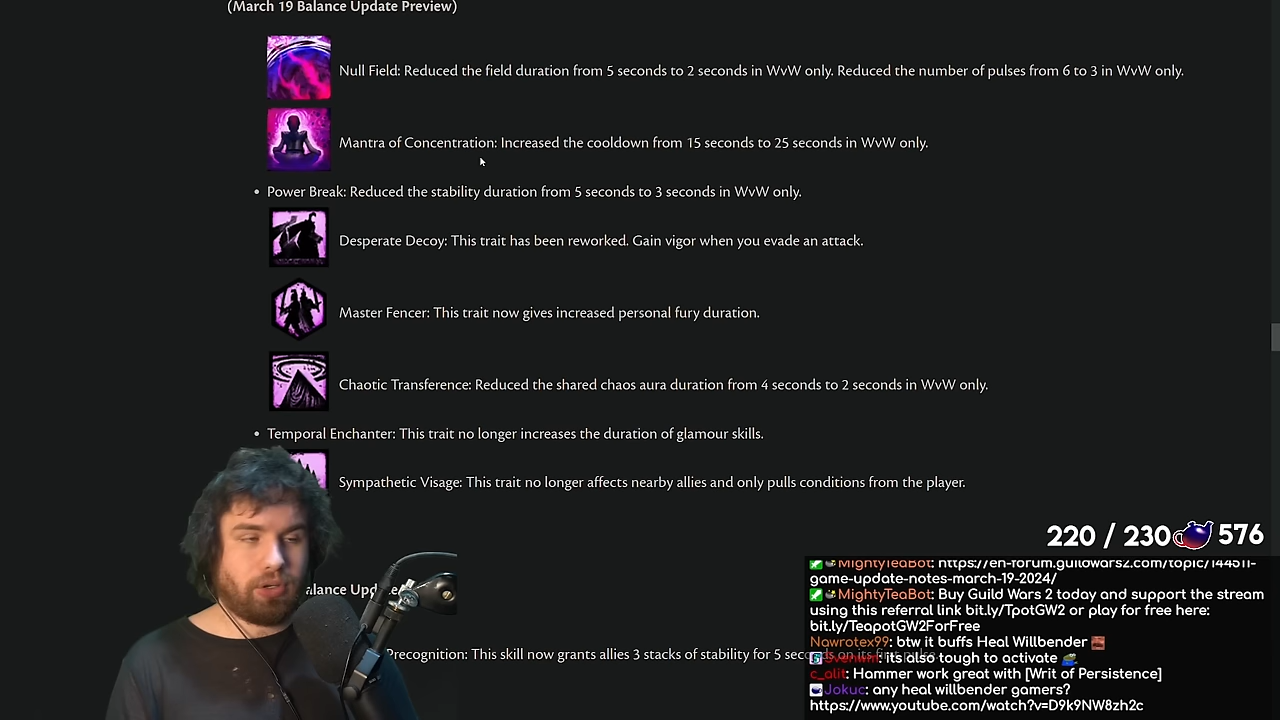 (March 19 Balance Update Preview)
Null Field: Reduced the field duration from 5 seconds to 2 seconds in WvW only. Reduced the number of pulses from 6 to 3 in WvW only.
Mantra of Concentration: Increased the cooldown from 15 seconds to 25 seconds in WvW only.
• Power Break: Reduced the stability duration from 5 seconds to 3 seconds in WvW only.
Desperate Decoy: This trait has been reworked. Gain vigor when you evade an attack.
Master Fencer: This trait now gives increased personal fury duration.
Chaotic Transference: Reduced the shared chaos aura duration from 4 seconds to 2 seconds in WvW only.
• Temporal Enchanter: This trait no longer increases the duration of glamour skills.
Sympathetic Visage: This trait no longer affects nearby allies and only pulls conditions from the player.
220 / 230 576
alance Upd
Precognition: This skill now grants allies 3 stacks of stability for 5 seco
MightyTeaBot: https://en-forum.guildwars2.com/topic/144511-
game-update-notes-march-19-2024/
MightyTeaBot: Buy Guild Wars 2 today and support the stream
using this referral link bit.ly/TpotGW2 or play for free here:
bit.ly/TeapotGW2ForFree
Nawrotex99: btw it buffs Heal Willbender
: its also tough to activate
c_alit: Hammer work great with [Writ of Persistence]
Jokuc: any heal willbender gamers?
https://www.youtube.com/watch?v=D9k9NW8zh2c